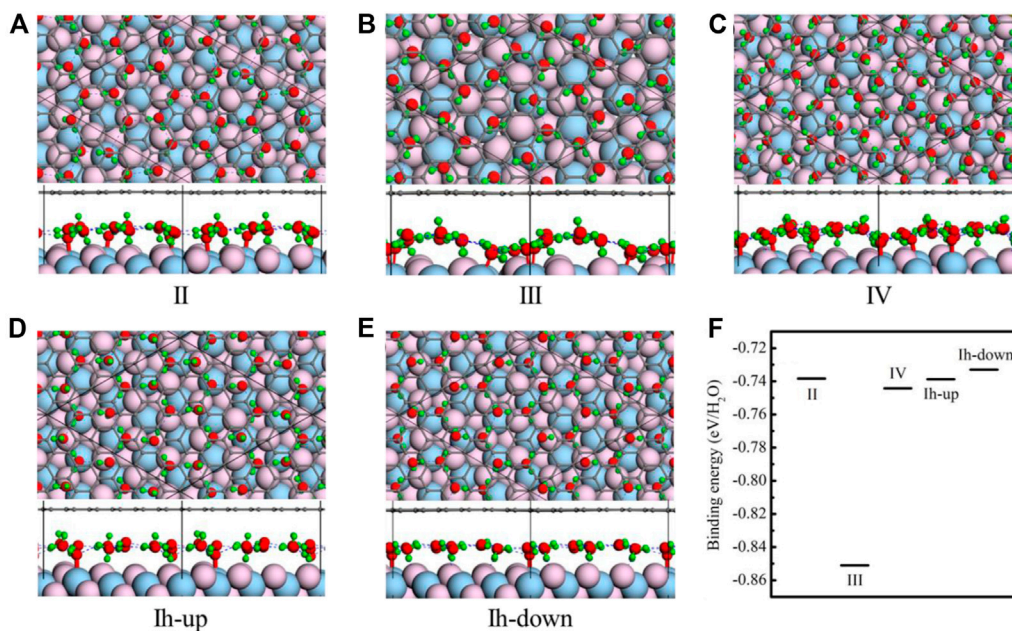 A
B
C
II
III
IV
D
E
F
Ih-up
Ih-down
Binding energy (eV/H₂O)
-0.72
-0.74
-0.76
-0.78
-0.80
-0.82
-0.84
-0.86
II
III
IV
Ih-up
Ih-down